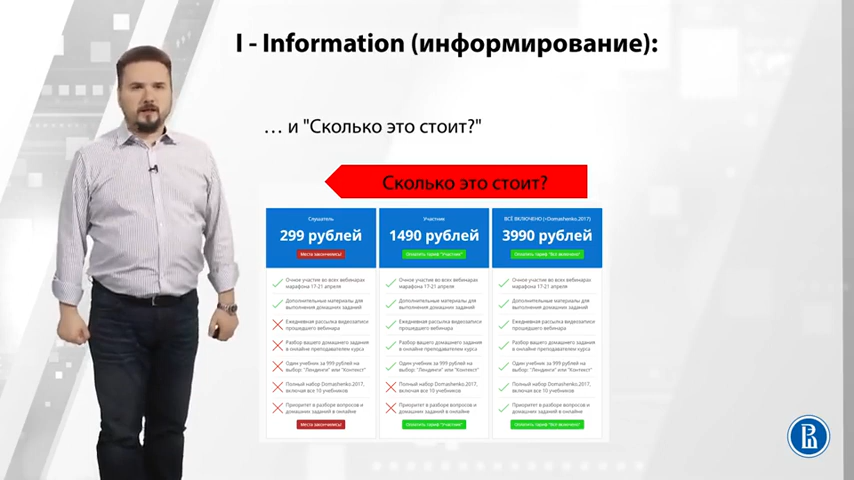 I - Information (информирование):
… и "Сколько это стоит?"
Сколько это стоит?
Слушатель
299 рублей
Места закончились!
Участник
1490 рублей
Оплатить тариф "Участник"
ВСЁ ВКЛЮЧЕНО (+Domashenko.2017)
3990 рублей
Оплатить тариф "Всё включено"
Очное участие во всех вебинарах
марафона 17-21 апреля
Дополнительные материалы для
выполнения домашних заданий
Ежедневная рассылка видеозаписи
прошедшего вебинара
Разбор вашего домашнего задания
в онлайне преподавателем курса
Один учебник за 999 рублей на
выбор: "Лендинги" или "Контекст"
Полный набор Domashenko.2017,
включая все 10 учебников
Приоритет в разборе вопросов и
домашних заданий в онлайне
Места закончились!
Очное участие во всех вебинарах
марафона 17-21 апреля
Дополнительные материалы для
выполнения домашних заданий
Ежедневная рассылка видеозаписи
прошедшего вебинара
Разбор вашего домашнего задания
в онлайне преподавателем курса
Один учебник за 999 рублей на
выбор: "Лендинги" или "Контекст"
Полный набор Domashenko.2017,
включая все 10 учебников
Приоритет в разборе вопросов и
домашних заданий в онлайне
Оплатить тариф "Участник"
Очное участие во всех вебинарах
марафона 17-21 апреля
Дополнительные материалы для
выполнения домашних заданий
Ежедневная рассылка видеозаписи
прошедшего вебинара
Разбор вашего домашнего задания
в онлайне преподавателем курса
Один учебник за 999 рублей на
выбор: "Лендинги" или "Контекст"
Полный набор Domashenko.2017,
включая все 10 учебников
Приоритет в разборе вопросов и
домашних заданий в онлайне
Оплатить тариф "Всё включено"